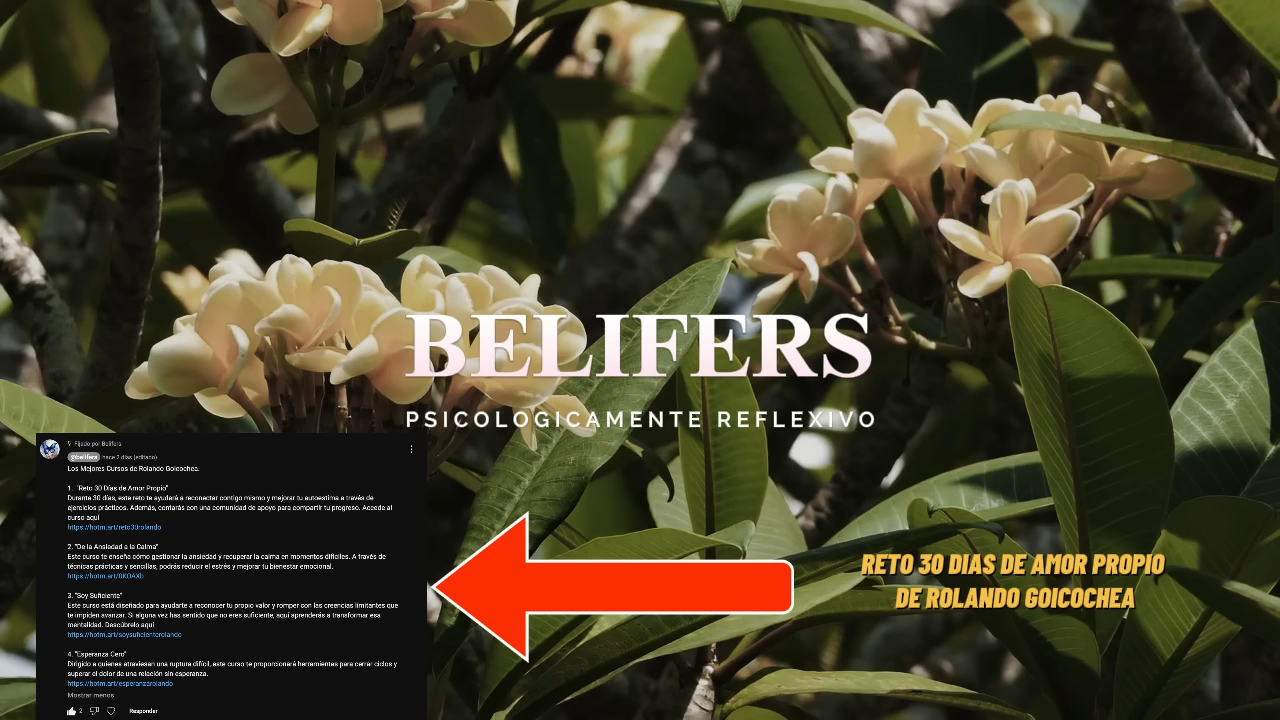 BELIFERS
PSICOLOGICAMENTE REFLEXIVO
Fijado por Belifers
@belifers hace 2 días (editado)
Los Mejores Cursos de Rolando Goicochea.
1. "Reto 30 Días de Amor Propio"
Durante 30 días, este reto te ayudará a reconectar contigo mismo y mejorar tu autoestima a través de
ejercicios prácticos. Además, contarás con una comunidad de apoyo para compartir tu progreso. Accede al
curso aquí
https://hotm.art/reto30rolando
2. "De la Ansiedad a la Calma"
Este curso te enseña cómo gestionar la ansiedad y recuperar la calma en momentos difíciles. A través de
técnicas prácticas y sencillas, podrás reducir el estrés y mejorar tu bienestar emocional.
https://hotm.art/0KOAXb
3. "Soy Suficiente"
Este curso está diseñado para ayudarte a reconocer tu propio valor y romper con las creencias limitantes que
te impiden avanzar. Si alguna vez has sentido que no eres suficiente, aquí aprenderás a transformar esa
mentalidad. Descúbrelo aquí
https://hotm.art/soysuficienterolando
4. "Esperanza Cero"
Dirigido a quienes atraviesan una ruptura difícil, este curso te proporcionará herramientas para cerrar ciclos y
superar el dolor de una relación sin esperanza.
https://hotm.art/esperanzarolando
Mostrar menos
2 Responder
RETO 30 DIAS DE AMOR PROPIO
DE ROLANDO GOICOCHEA